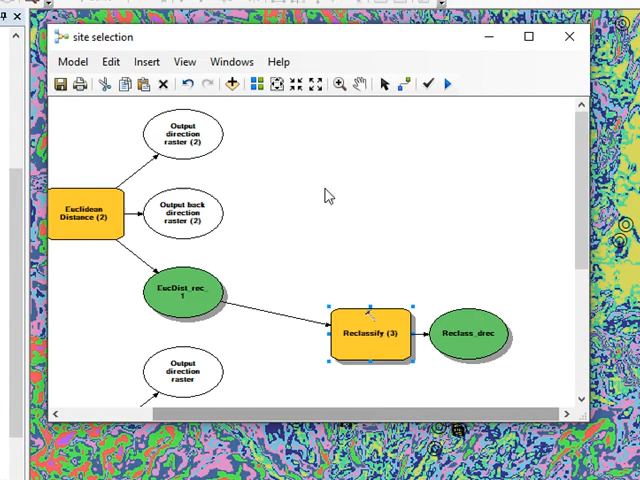 site selection
Model Edit Insert View Windows Help
Output
direction
raster (2)
Euclidean
Distance (2)
Output back
direction
raster (2)
EucDist_rec_
1
Reclassify (3)
Reclass_drec
Output
direction
raster